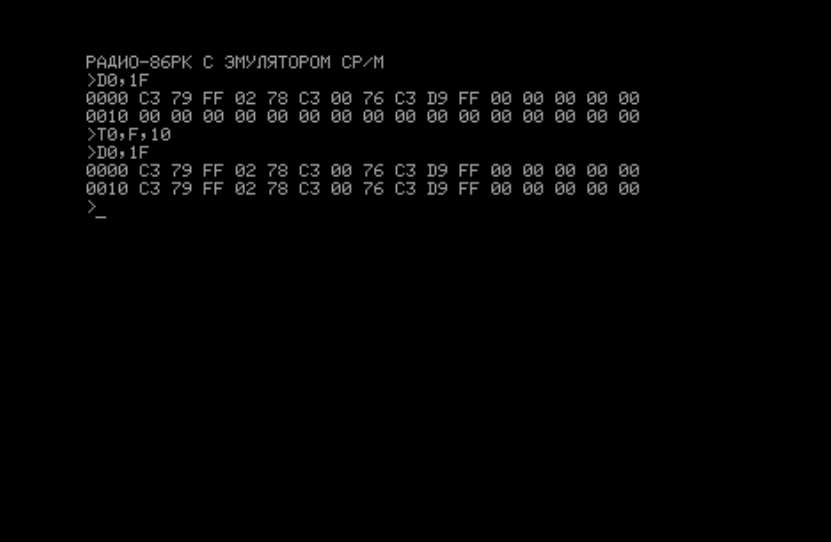 РАДИО-86РК С ЭМУЛЯТОРОМ CP/M
>D0,1F
0000 C3 79 FF 02 78 C3 00 76 C3 D9 FF 00 00 00 00 00
0010 00 00 00 00 00 00 00 00 00 00 00 00 00 00 00 00
>T0,F,10
>D0,1F
0000 C3 79 FF 02 78 C3 00 76 C3 D9 FF 00 00 00 00 00
0010 C3 79 FF 02 78 C3 00 76 C3 D9 FF 00 00 00 00 00
>_